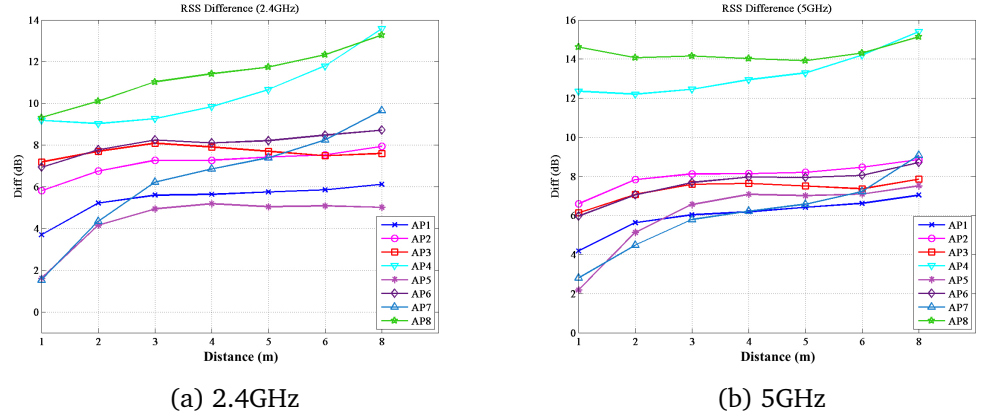 RSS Difference (2.4GHz)
Diff (dB)
14
12
10
8
6
4
2
0
1
2
3
4
5
6
8
Distance (m)
AP1
AP2
AP3
AP4
AP5
AP6
AP7
AP8
(a) 2.4GHz
RSS Difference (5GHz)
Diff (dB)
16
14
12
10
8
6
4
2
0
1
2
3
4
5
6
8
Distance (m)
AP1
AP2
AP3
AP4
AP5
AP6
AP7
AP8
(b) 5GHz